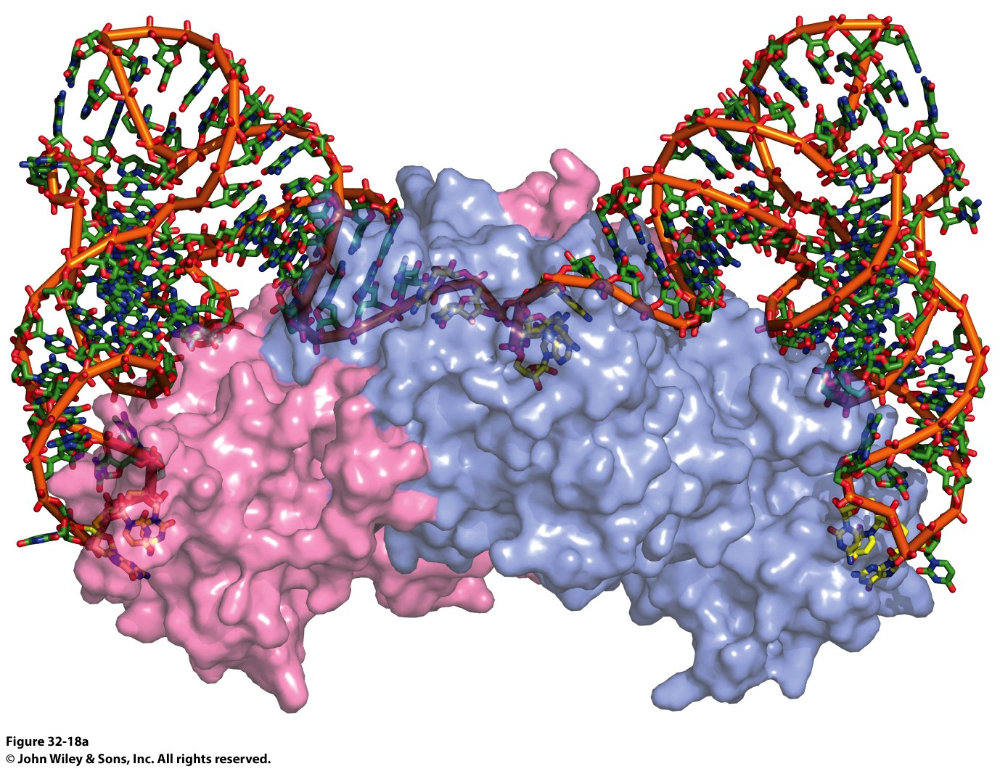 Figure 32-18a
© John Wiley & Sons, Inc. All rights reserved.